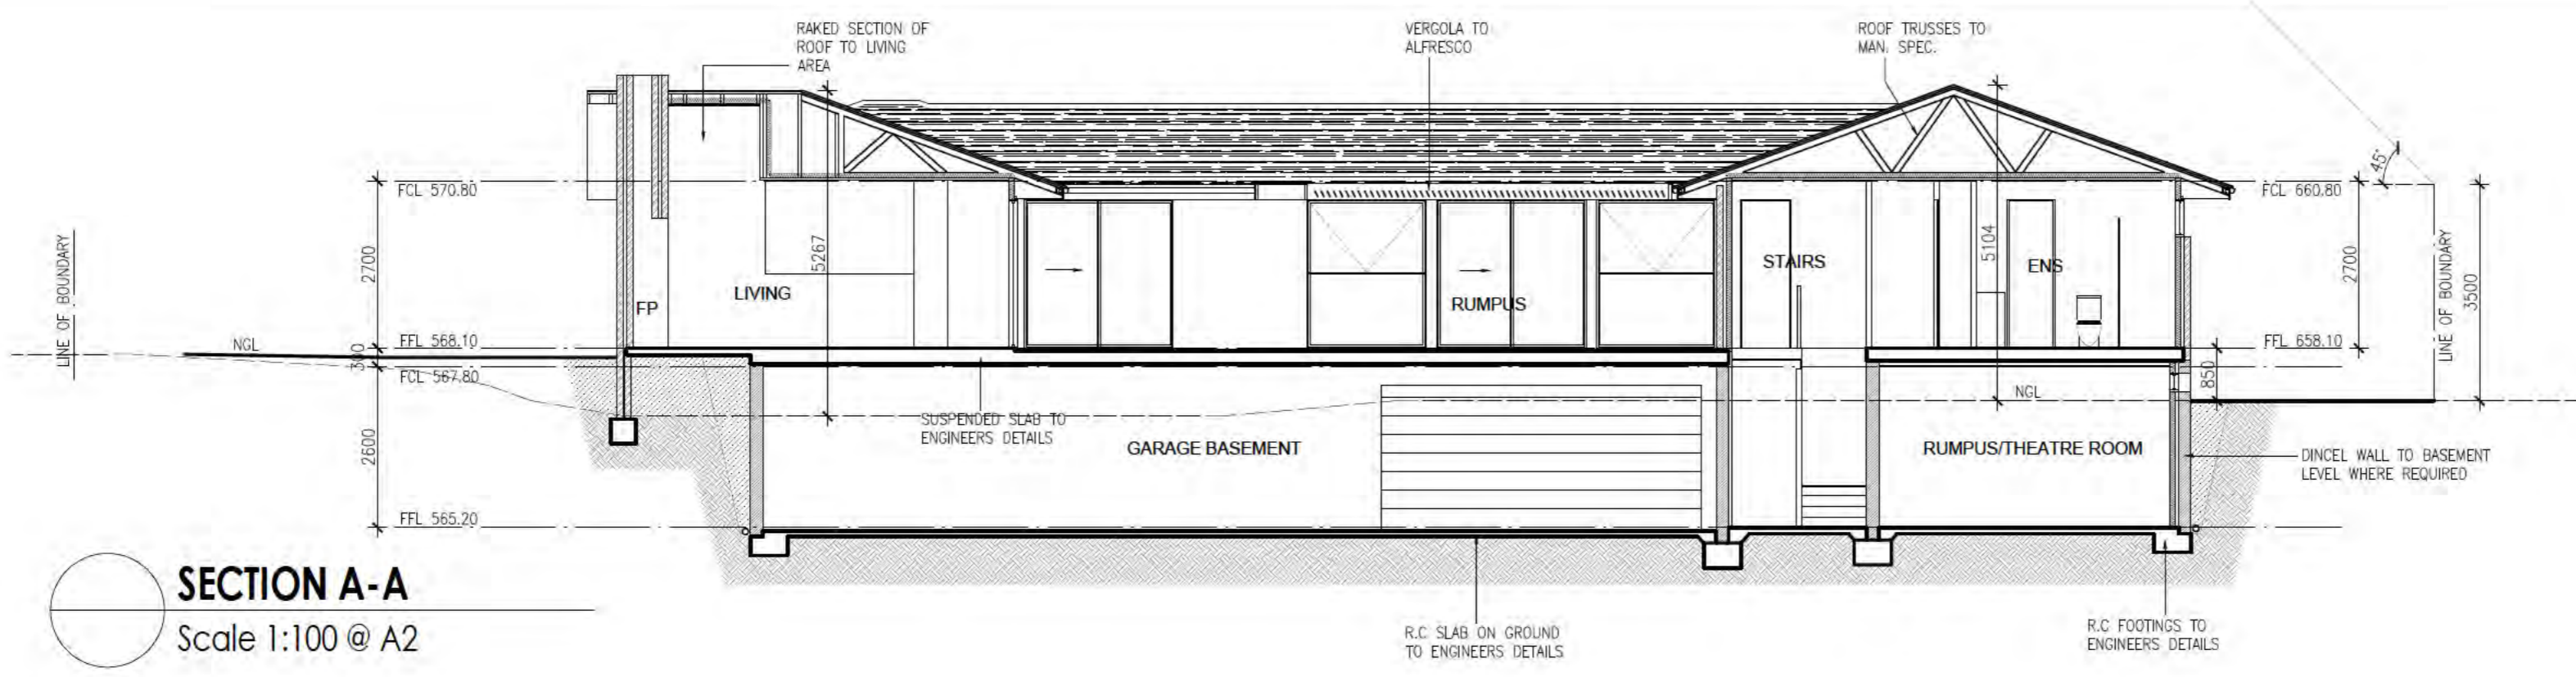 RAKED SECTION OF
ROOF TO LIVING
AREA
VERGOLA TO
ALFRESCO
ROOF TRUSSES TO
MAN. SPEC.
45°
FCL 570.80
FCL 660.80
LINE OF BOUNDARY
2700
5267
STAIRS
5104
ENS
2700
LINE OF BOUNDARY
3500
FP
LIVING
RUMPUS
NGL
FFL 568.10
FFL 658.10
300
FCL 567.80
850
NGL
SUSPENDED SLAB TO
ENGINEERS DETAILS
2600
GARAGE BASEMENT
RUMPUS/THEATRE ROOM
DINCEL WALL TO BASEMENT
LEVEL WHERE REQUIRED
FFL 565.20
SECTION A-A
Scale 1:100 @ A2
R.C SLAB ON GROUND
TO ENGINEERS DETAILS
R.C FOOTINGS TO
ENGINEERS DETAILS